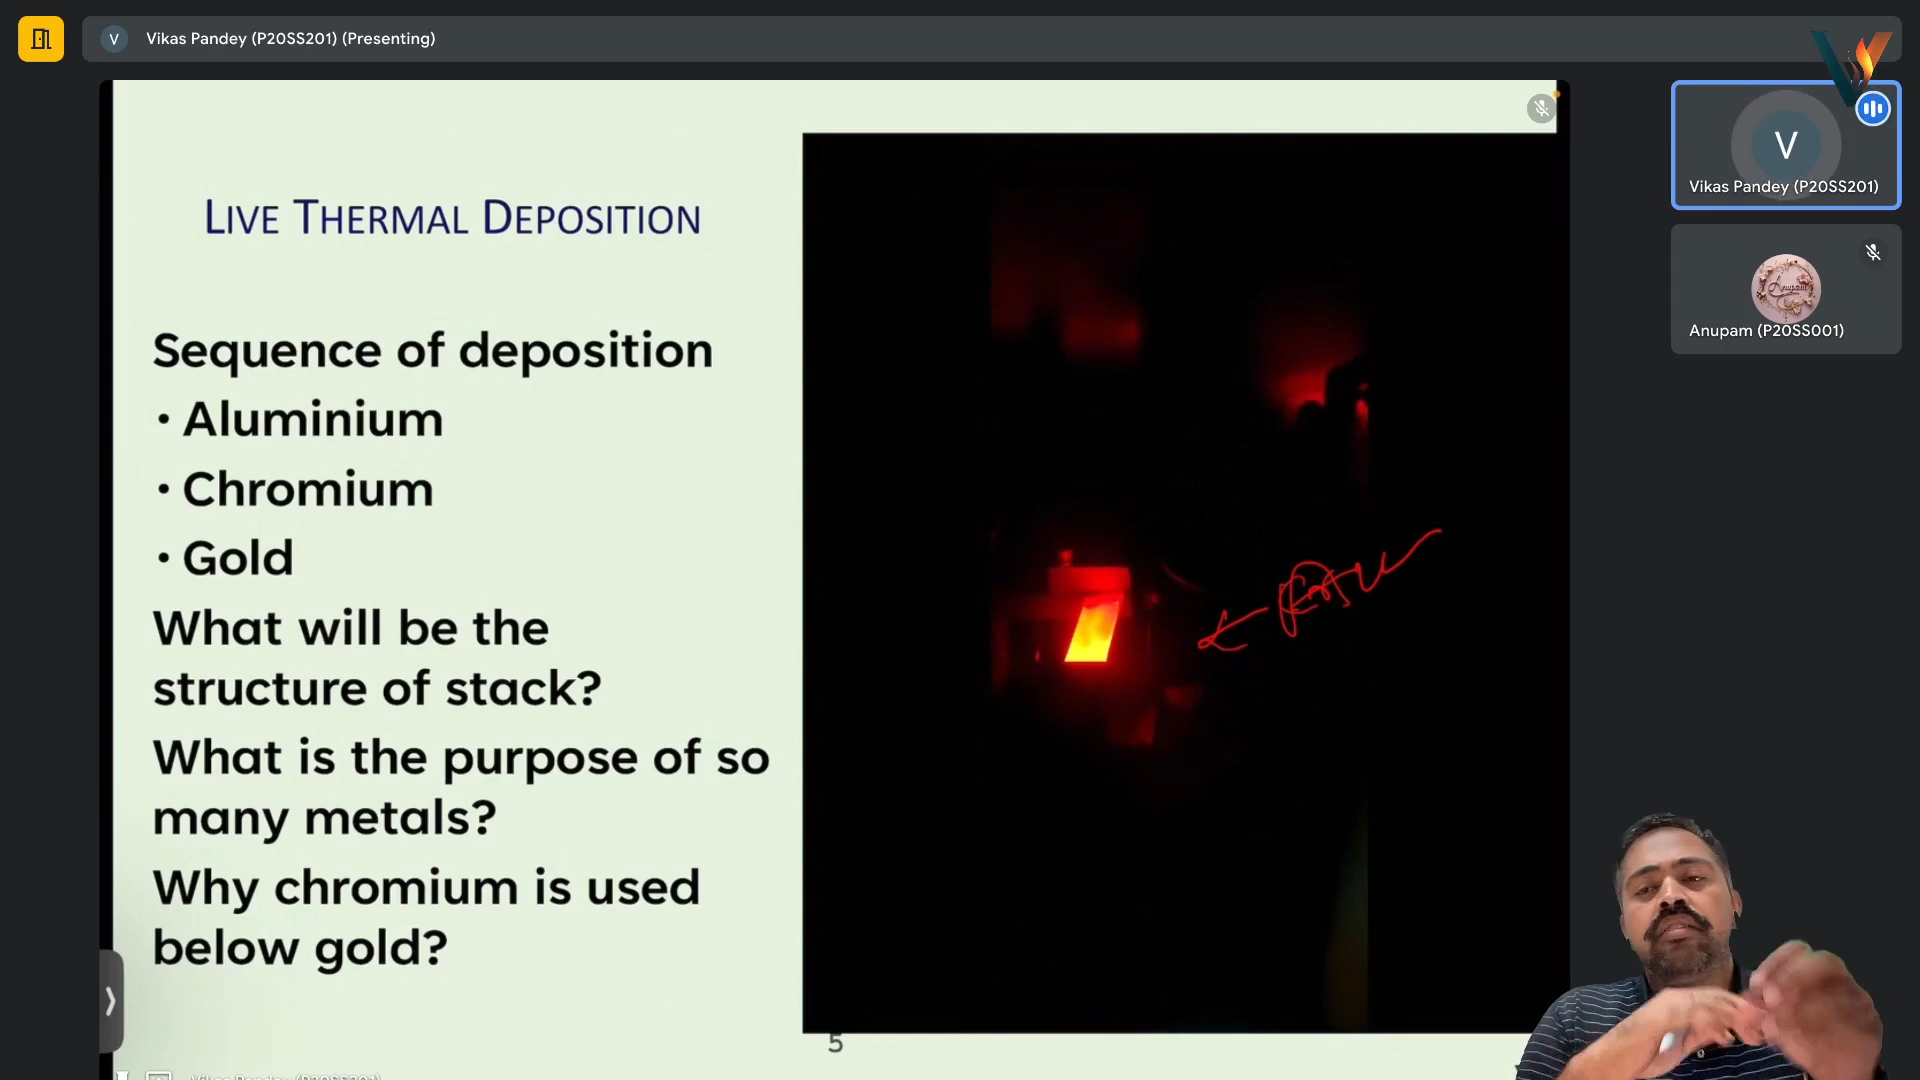 Vikas Pandey (P20SS201) (Presenting)
LIVE THERMAL DEPOSITION
Sequence of deposition
• Aluminium
• Chromium
• Gold
What will be the
structure of stack?
What is the purpose of so
many metals?
Why chromium is used
below gold?
5
V
V
Vikas Pandey (P20SS201)
Anupam (P20SS001)